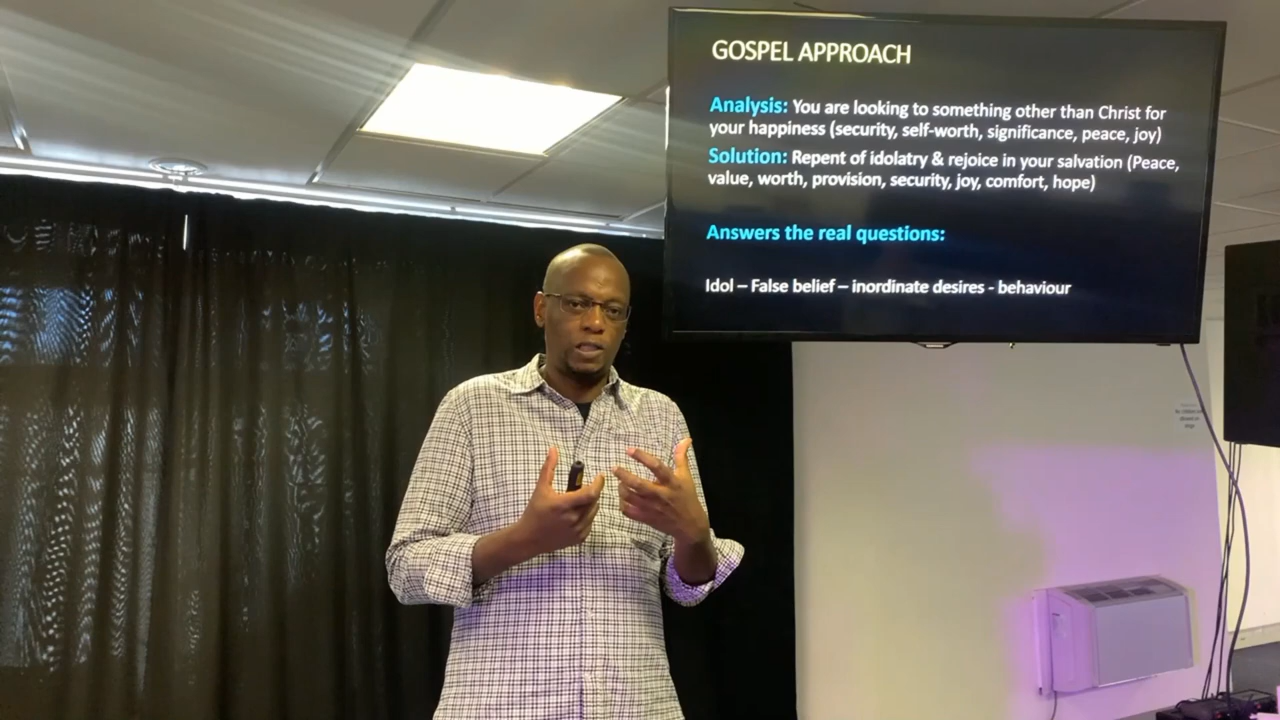 GOSPEL APPROACH
Analysis: You are looking to something other than Christ for
your happiness (security, self-worth, significance, peace, joy)
Solution: Repent of idolatry & rejoice in your salvation (Peace,
value, worth, provision, security, joy, comfort, hope)
Answers the real questions:
Idol – False belief – inordinate desires - behaviour